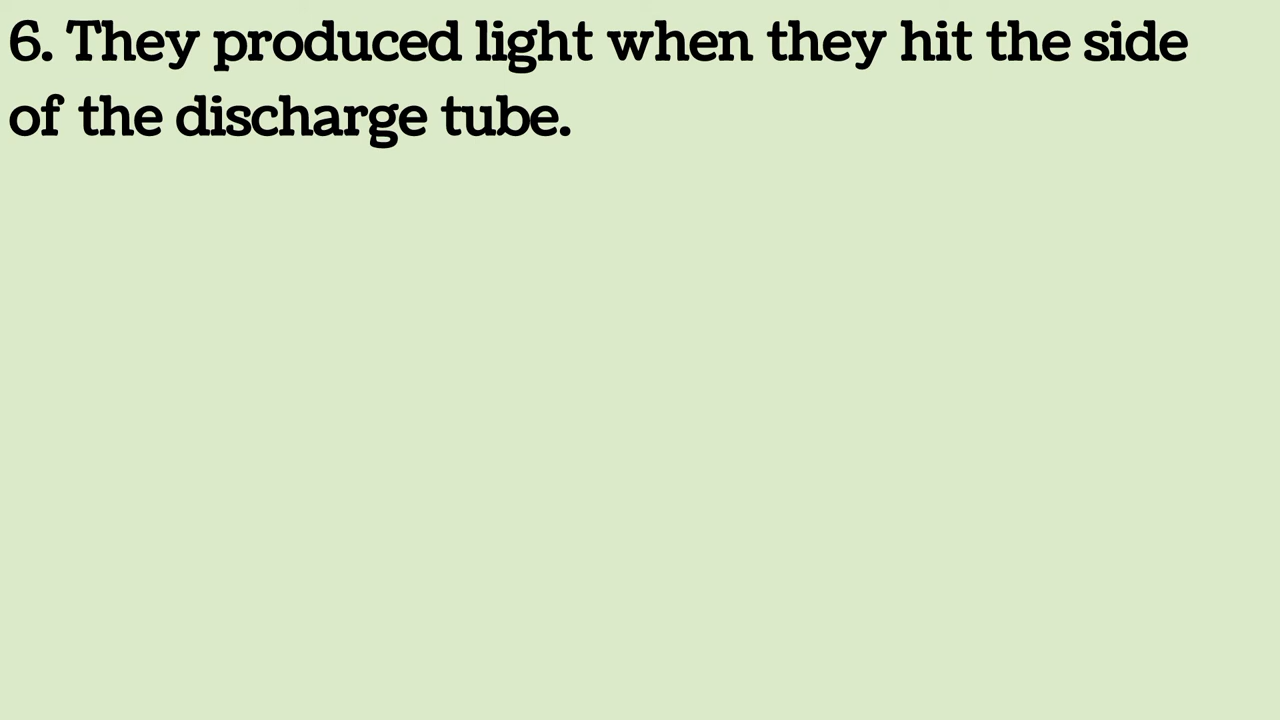 6. They produced light when they hit the side
of the discharge tube.